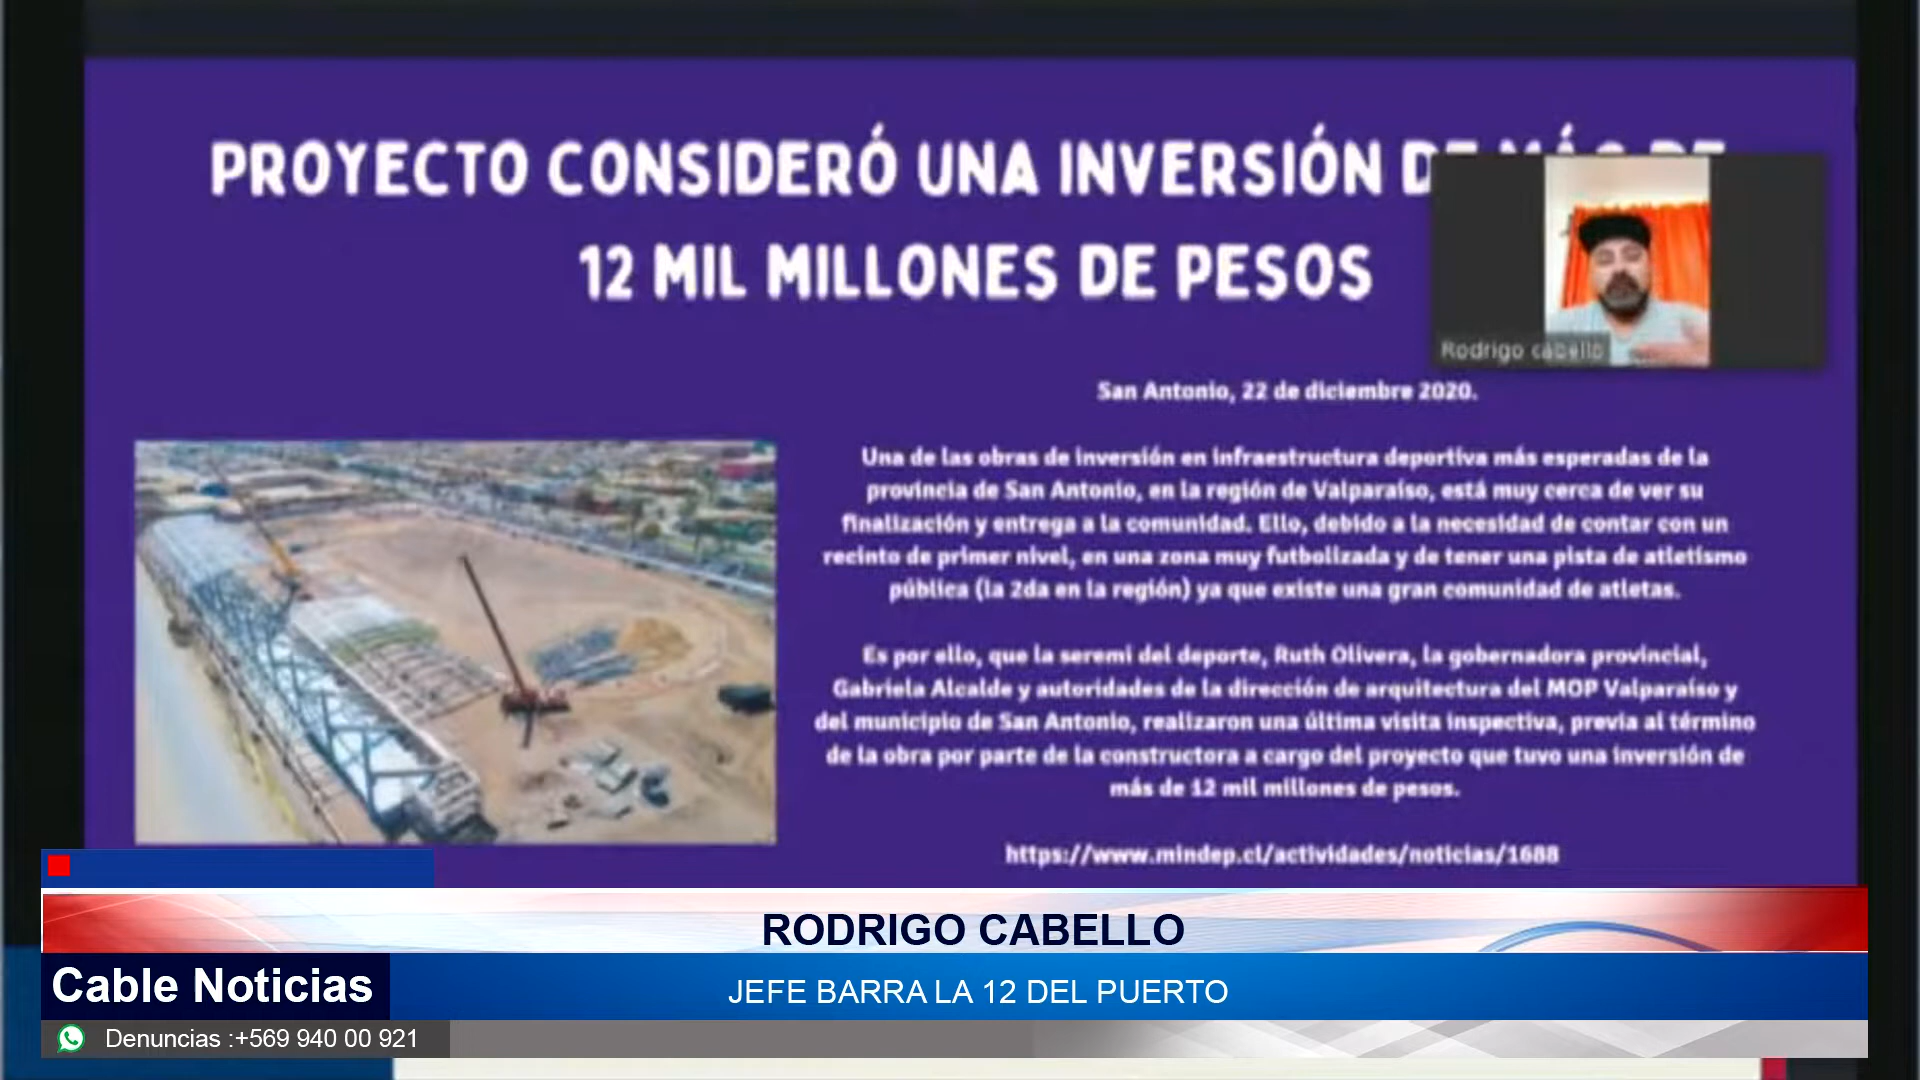 PROYECTO CONSIDERÓ UNA INVERSIÓN DE MÁS DE
12 MIL MILLONES DE PESOS
Rodrigo cabello
San Antonio, 22 de diciembre 2020.
Una de las obras de inversión en infraestructura deportiva más esperadas de la
provincia de San Antonio, en la región de Valparaíso, está muy cerca de ver su
finalización y entrega a la comunidad. Ello, debido a la necesidad de contar con un
recinto de primer nivel, en una zona muy futbolizada y de tener una pista de atletismo
pública (la 2da en la región) ya que existe una gran comunidad de atletas.
Es por ello, que la seremi del deporte, Ruth Olivera, la gobernadora provincial,
Gabriela Alcalde y autoridades de la dirección de arquitectura del MOP Valparaíso y
del municipio de San Antonio, realizaron una última visita inspectiva, previa al término
de la obra por parte de la constructora a cargo del proyecto que tuvo una inversión de
más de 12 mil millones de pesos.
https://www.mindep.cl/actividades/noticias/1688
RODRIGO CABELLO
Cable Noticias
JEFE BARRA LA 12 DEL PUERTO
Denuncias :+569 940 00 921